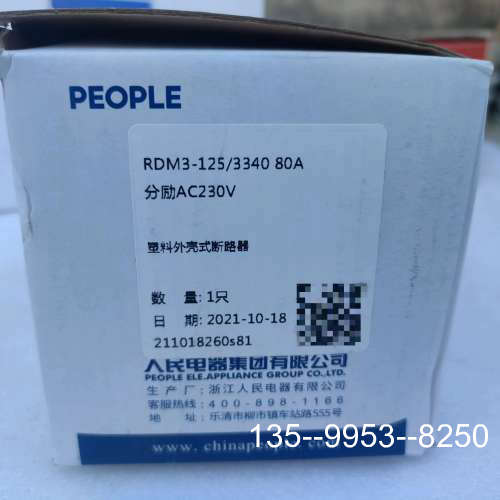 PEOPLE
RDM3-125/3340 80A
分励AC230V
塑料外壳式断路器
数 量: 1只
日 期: 2021-10-18
211018260s81
人民电器集团有限公司
PEOPLE ELE.APPLIANCE GROUP CO.,LTD.
生 产 厂: 浙江人民电器有限公司
客服热线: 400-898-1166
地 址: 乐清市柳市镇车站路555号
www.chinapeople.co
135--9953--8250